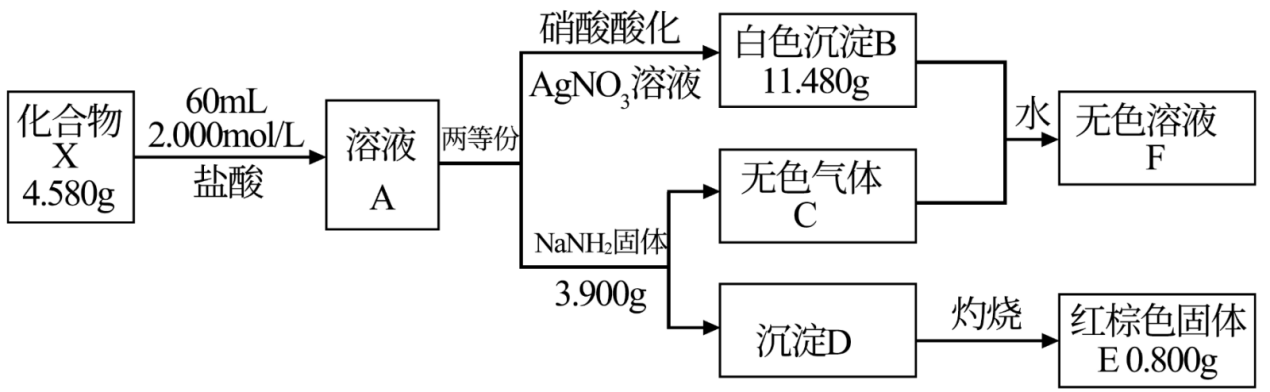 化合物
X
4.580g
60mL
2.000mol/L
盐酸
溶液
A
两等份
硝酸酸化
AgNO₃溶液
白色沉淀B
11.480g
水
无色溶液
F
无色气体
C
NaNH₂固体
3.900g
沉淀D
灼烧
红棕色固体
E 0.800g